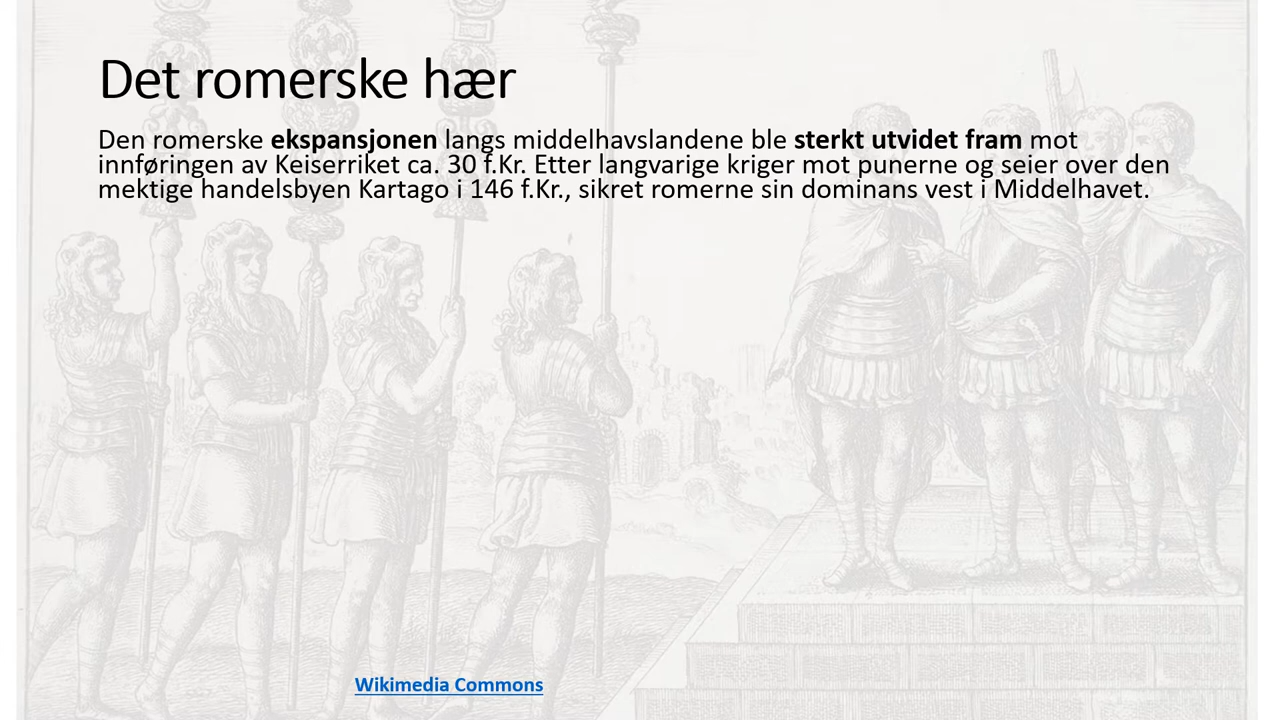 Det romerske hær
Den romerske ekspansjonen langs middelhavslandene ble sterkt utvidet fram mot
innføringen av Keiserriket ca. 30 f.Kr. Etter langvarige kriger mot punerne og seier over den
mektige handelsbyen Kartago i 146 f.Kr., sikret romerne sin dominans vest i Middelhavet.
Wikimedia Commons